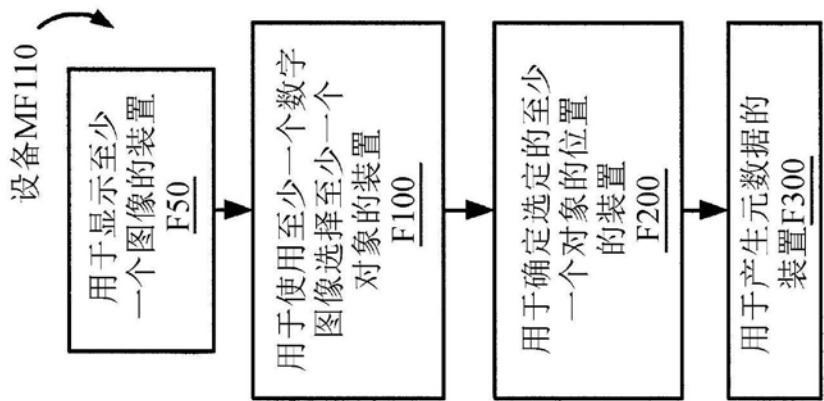 设备MF110
用于显示至少
一个图像的装置
F50
用于使用至少一个数字
图像选择至少一个
对象的装置
F100
用于确定选定的至少
一个对象的位置
的装置
F200
用于产生元数据的
装置F300